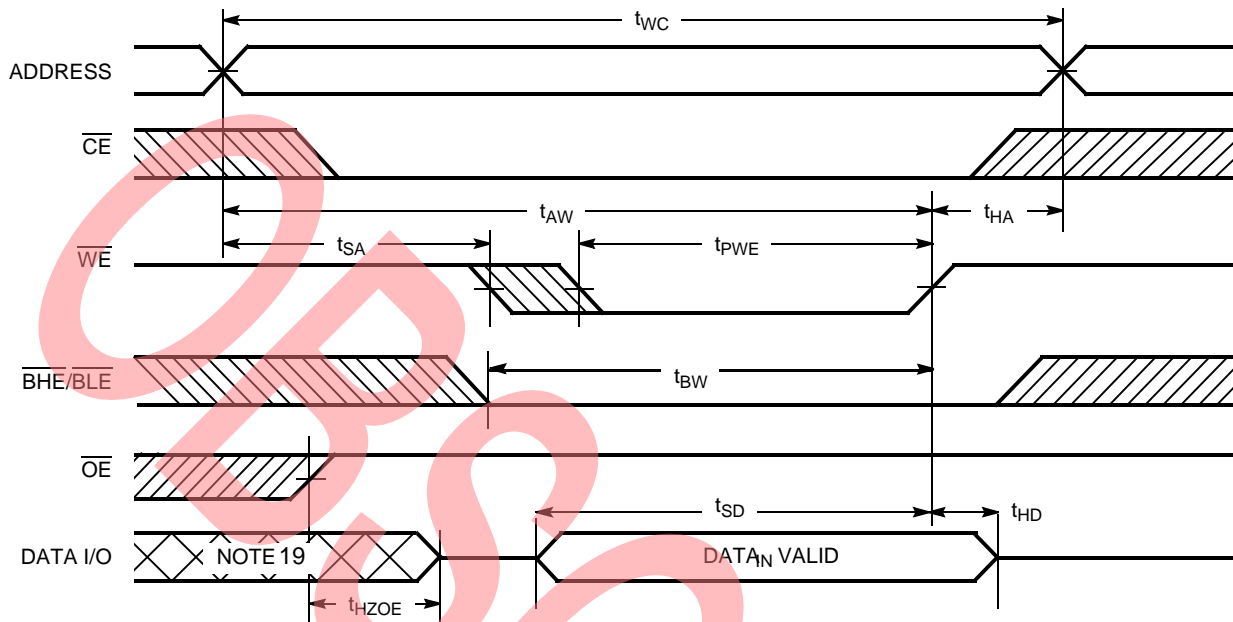 tWC
ADDRESS
CE
tAW
tHA
tSA
tPWE
WE
BHE/BLE
tBW
OE
tSD
tHD
DATA I/O
NOTE 19
DATAIN VALID
tHZOE
OBSO